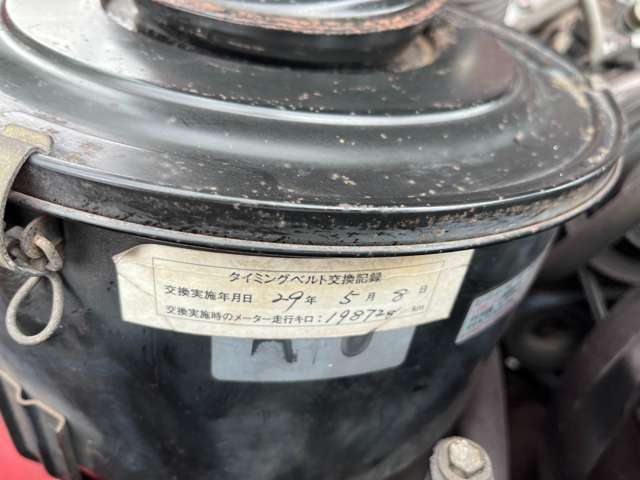 タイミングベルト交換記録
交換実施年月日 29年 5月 8日
交換実施時のメーター走行キロ：198728 km